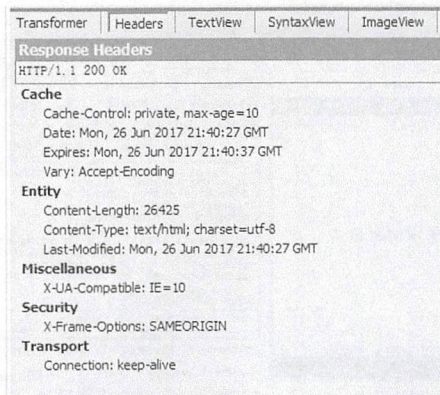 Transformer Headers TextView SyntaxView ImageView
Response Headers
HTTP/1.1 200 OK
Cache
Cache-Control: private, max-age=10
Date: Mon, 26 Jun 2017 21:40:27 GMT
Expires: Mon, 26 Jun 2017 21:40:37 GMT
Vary: Accept-Encoding
Entity
Content-Length: 26425
Content-Type: text/html; charset=utf-8
Last-Modified: Mon, 26 Jun 2017 21:40:27 GMT
Miscellaneous
X-UA-Compatible: IE=10
Security
X-Frame-Options: SAMEORIGIN
Transport
Connection: keep-alive